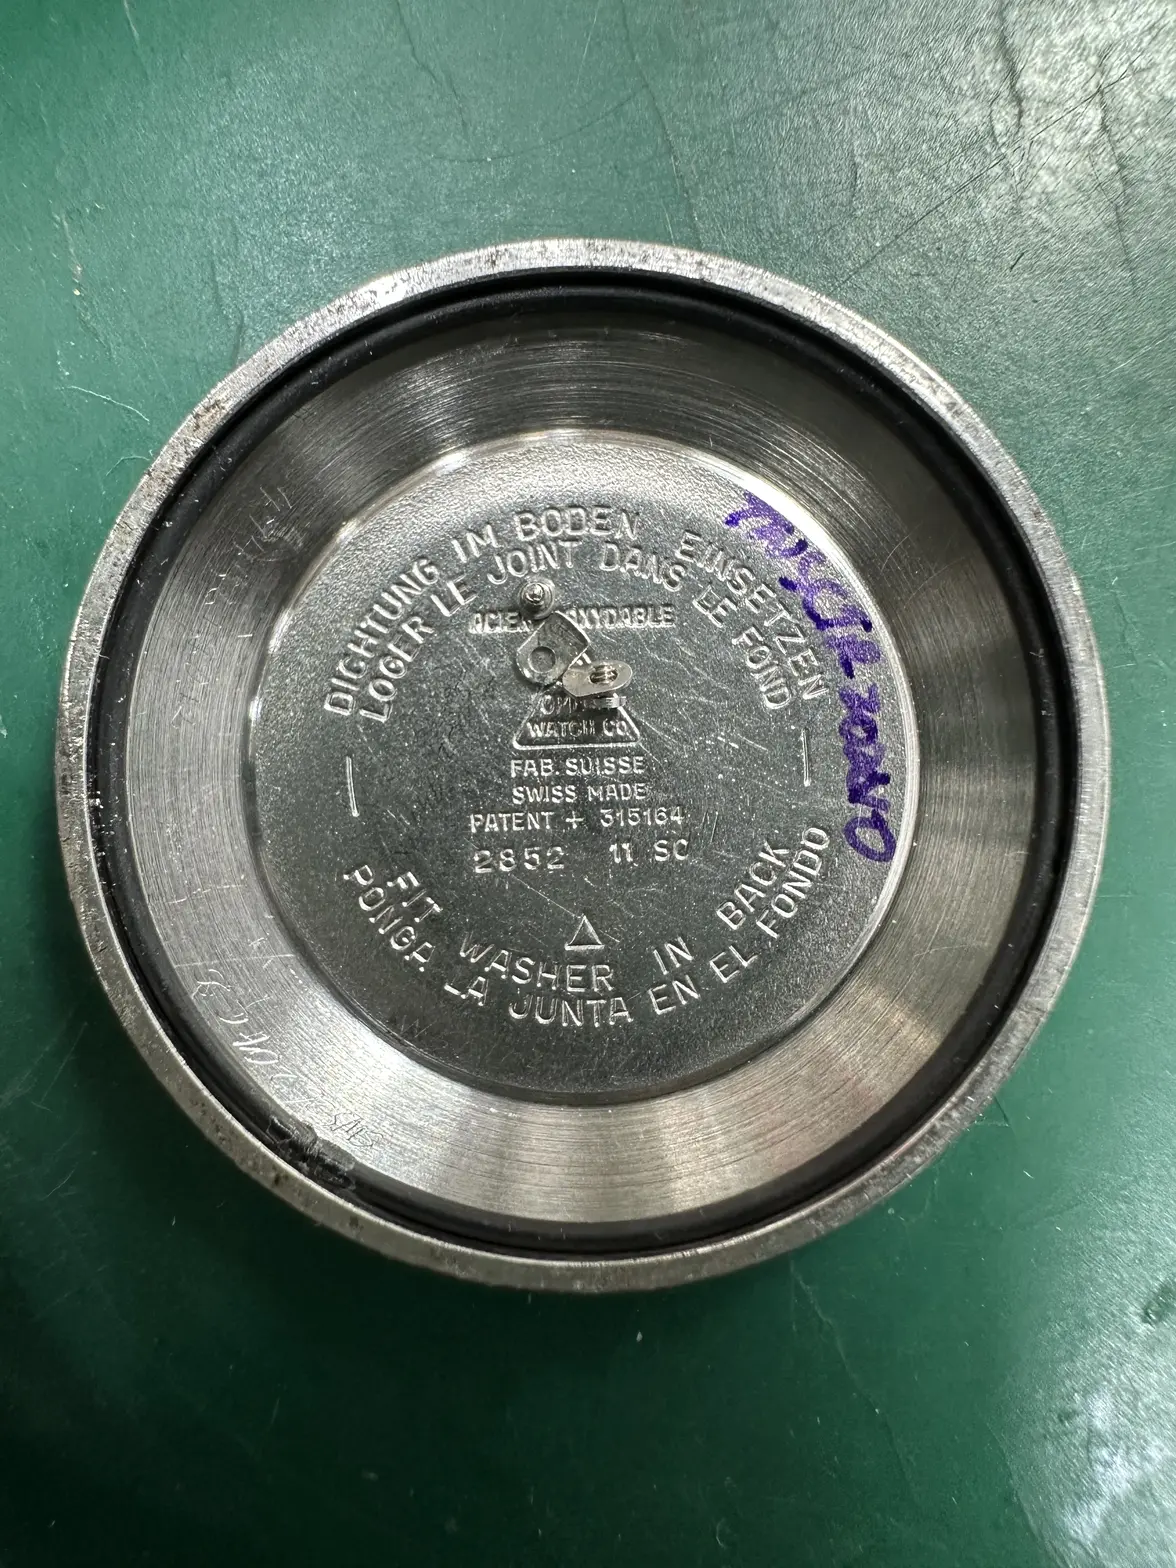 DICHTUNG IM BODEN EINSETZEN
LOGER LE JOINT DANS LE FOND
WATCH CO
FAB. SUISSE
SWISS MADE
PATENT + 315164
2852 11 SC
FIT WASHER IN BACK
PONGA LA JUNTA EN EL FONDO